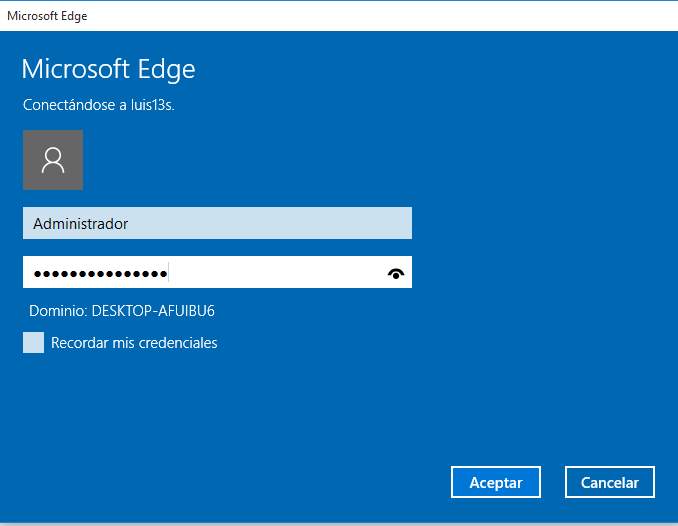 Microsoft Edge
Microsoft Edge
Conectándose a luis13s.
Administrador
●●●●●●●●●●●●●●●
Dominio: DESKTOP-AFUIBU6
Recordar mis credenciales
Aceptar
Cancelar